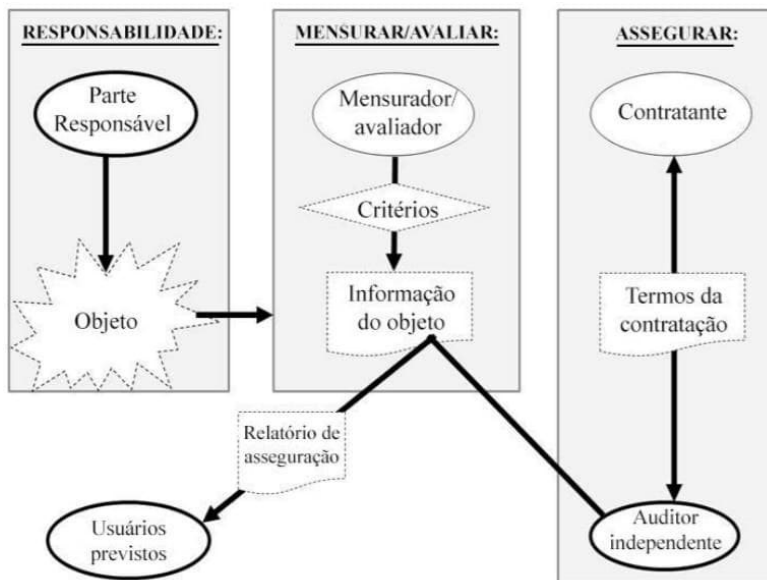 RESPONSABILIDADE:
Parte
Responsável
Objeto
MENSURAR/AVALIAR:
Mensurador/
avaliador
Critérios
Informação
do objeto
ASSEGURAR:
Contratante
Termos da
contratação
Auditor
independente
Relatório de
asseguração
Usuários
previstos